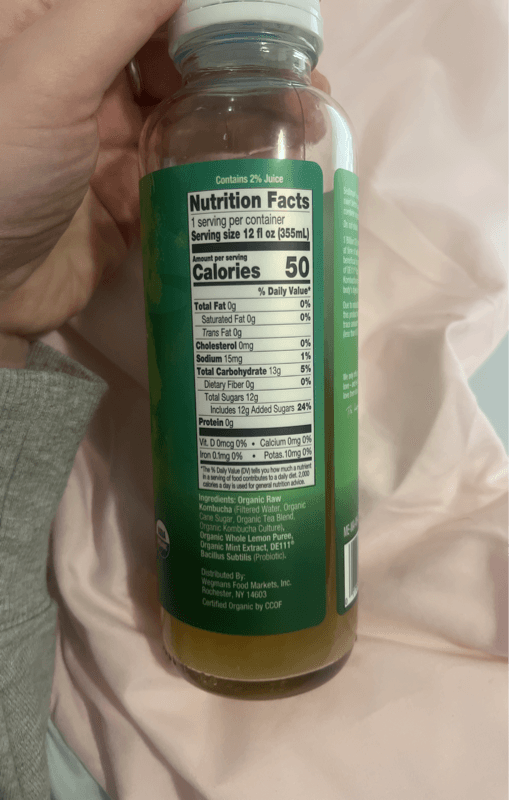 Contains 2% Juice
Nutrition Facts
1 serving per container
Serving size 12 fl oz (355mL)
Amount per serving
Calories 50
% Daily Value*
Total Fat 0g 0%
Saturated Fat 0g 0%
Trans Fat 0g
Cholesterol 0mg 0%
Sodium 15mg 1%
Total Carbohydrate 13g 5%
Dietary Fiber 0g 0%
Total Sugars 12g
Includes 12g Added Sugars 24%
Protein 0g
Vit. D 0mcg 0% • Calcium 0mg 0%
Iron 0.1mg 0% • Potas. 10mg 0%
*The % Daily Value (DV) tells you how much a nutrient
in a serving of food contributes to a daily diet. 2,000
calories a day is used for general nutrition advice.
Ingredients: Organic Raw
Kombucha (Filtered Water, Organic
Cane Sugar, Organic Tea Blend,
Organic Kombucha Culture),
Organic Whole Lemon Puree,
Organic Mint Extract, DE111®
Bacillus Subtilis (Probiotic).
Distributed By:
Wegmans Food Markets, Inc.
Rochester, NY 14603
Certified Organic by CCOF